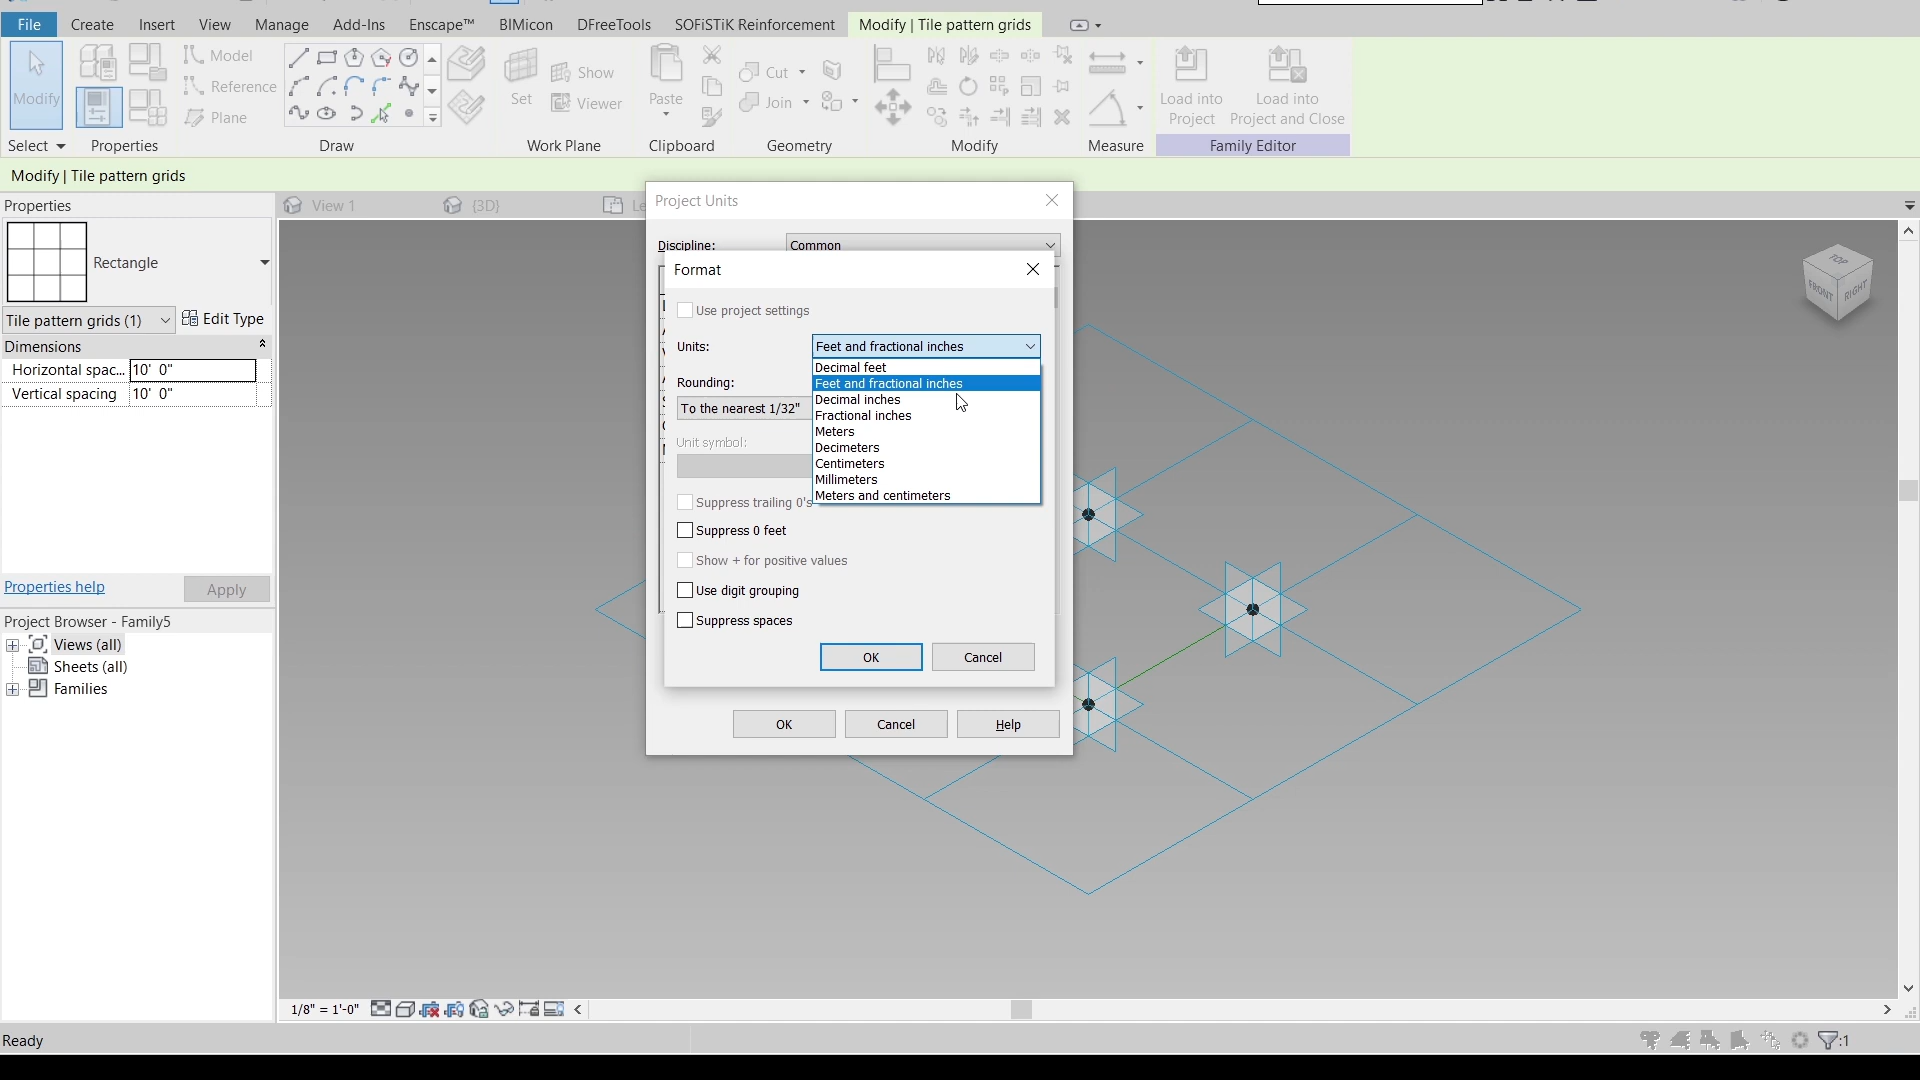 File Create Insert View Manage Add-Ins Enscape™ BIMicon DFreeTools SOFiSTiK Reinforcement Modify | Tile pattern grids
Modify
Model
Reference
Plane
Set
Show
Viewer
Paste
Cut
Join
Load into Project
Load into Project and Close
Select Properties Draw Work Plane Clipboard Geometry Modify Measure Family Editor
Modify | Tile pattern grids
Properties
View 1
{3D}
Rectangle
Tile pattern grids (1)
Edit Type
Dimensions
Horizontal spac... 10' 0"
Vertical spacing 10' 0"
Properties help
Apply
Project Browser - Family5
Views (all)
Sheets (all)
Families
Project Units
Discipline: Common
Format
Use project settings
Units: Feet and fractional inches
Decimal feet
Feet and fractional inches
Decimal inches
Fractional inches
Meters
Decimeters
Centimeters
Millimeters
Meters and centimeters
Rounding:
To the nearest 1/32"
Unit symbol:
Suppress trailing 0's
Suppress 0 feet
Show + for positive values
Use digit grouping
Suppress spaces
OK Cancel
OK Cancel Help
TOP
FRONT
RIGHT
1/8" = 1'-0"
Ready
:1